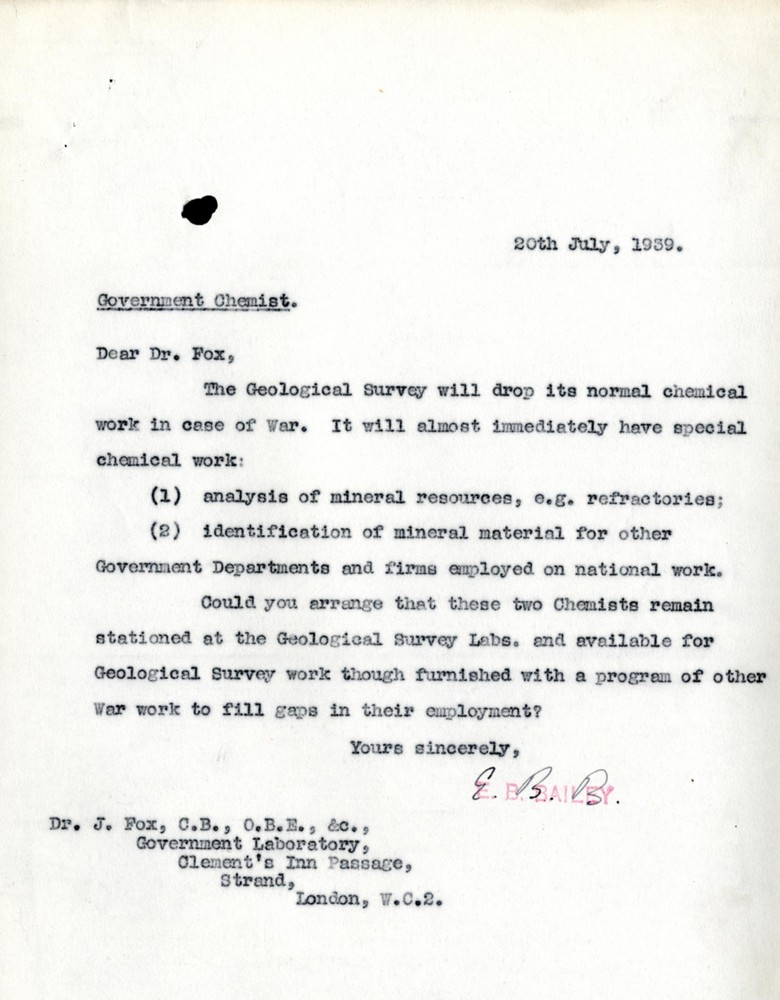 20th July, 1939.
Government Chemist.
Dear Dr. Fox,
The Geological Survey will drop its normal chemical
work in case of War. It will almost immediately have special
chemical work:
(1) analysis of mineral resources, e.g. refractories;
(2) identification of mineral material for other
Government Departments and firms employed on national work.
Could you arrange that these two Chemists remain
stationed at the Geological Survey Labs. and available for
Geological Survey work though furnished with a program of other
War work to fill gaps in their employment?
Yours sincerely,
E. B. B.
E. B. BAILEY.
Dr. J. Fox, C.B., O.B.E., &c.,
Government Laboratory,
Clement's Inn Passage,
Strand,
London, W.C.2.